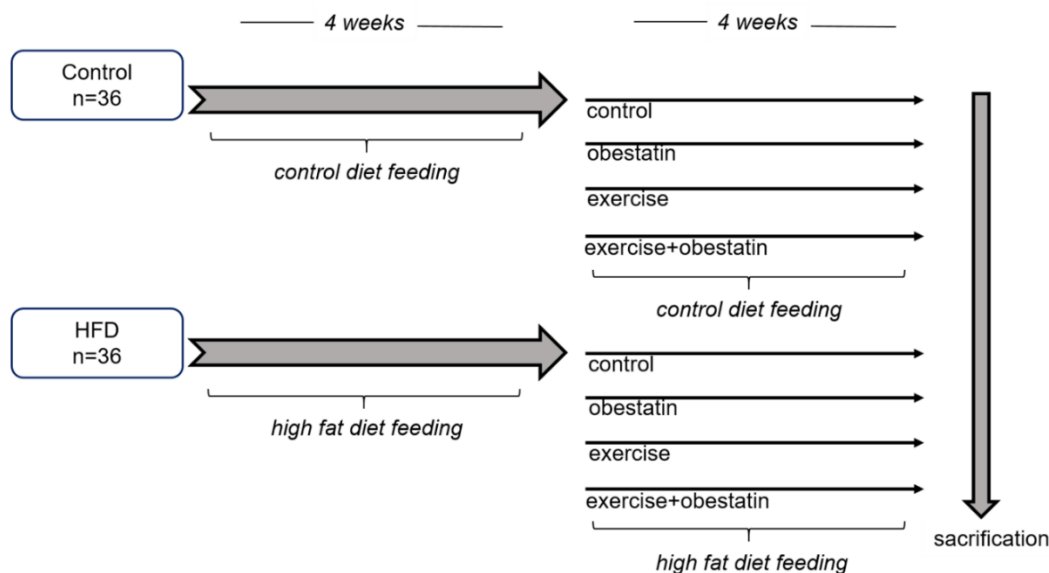 4 weeks
4 weeks
Control
n=36
control diet feeding
control
obestatin
exercise
exercise+obestatin
control diet feeding
HFD
n=36
high fat diet feeding
control
obestatin
exercise
exercise+obestatin
high fat diet feeding
sacrification